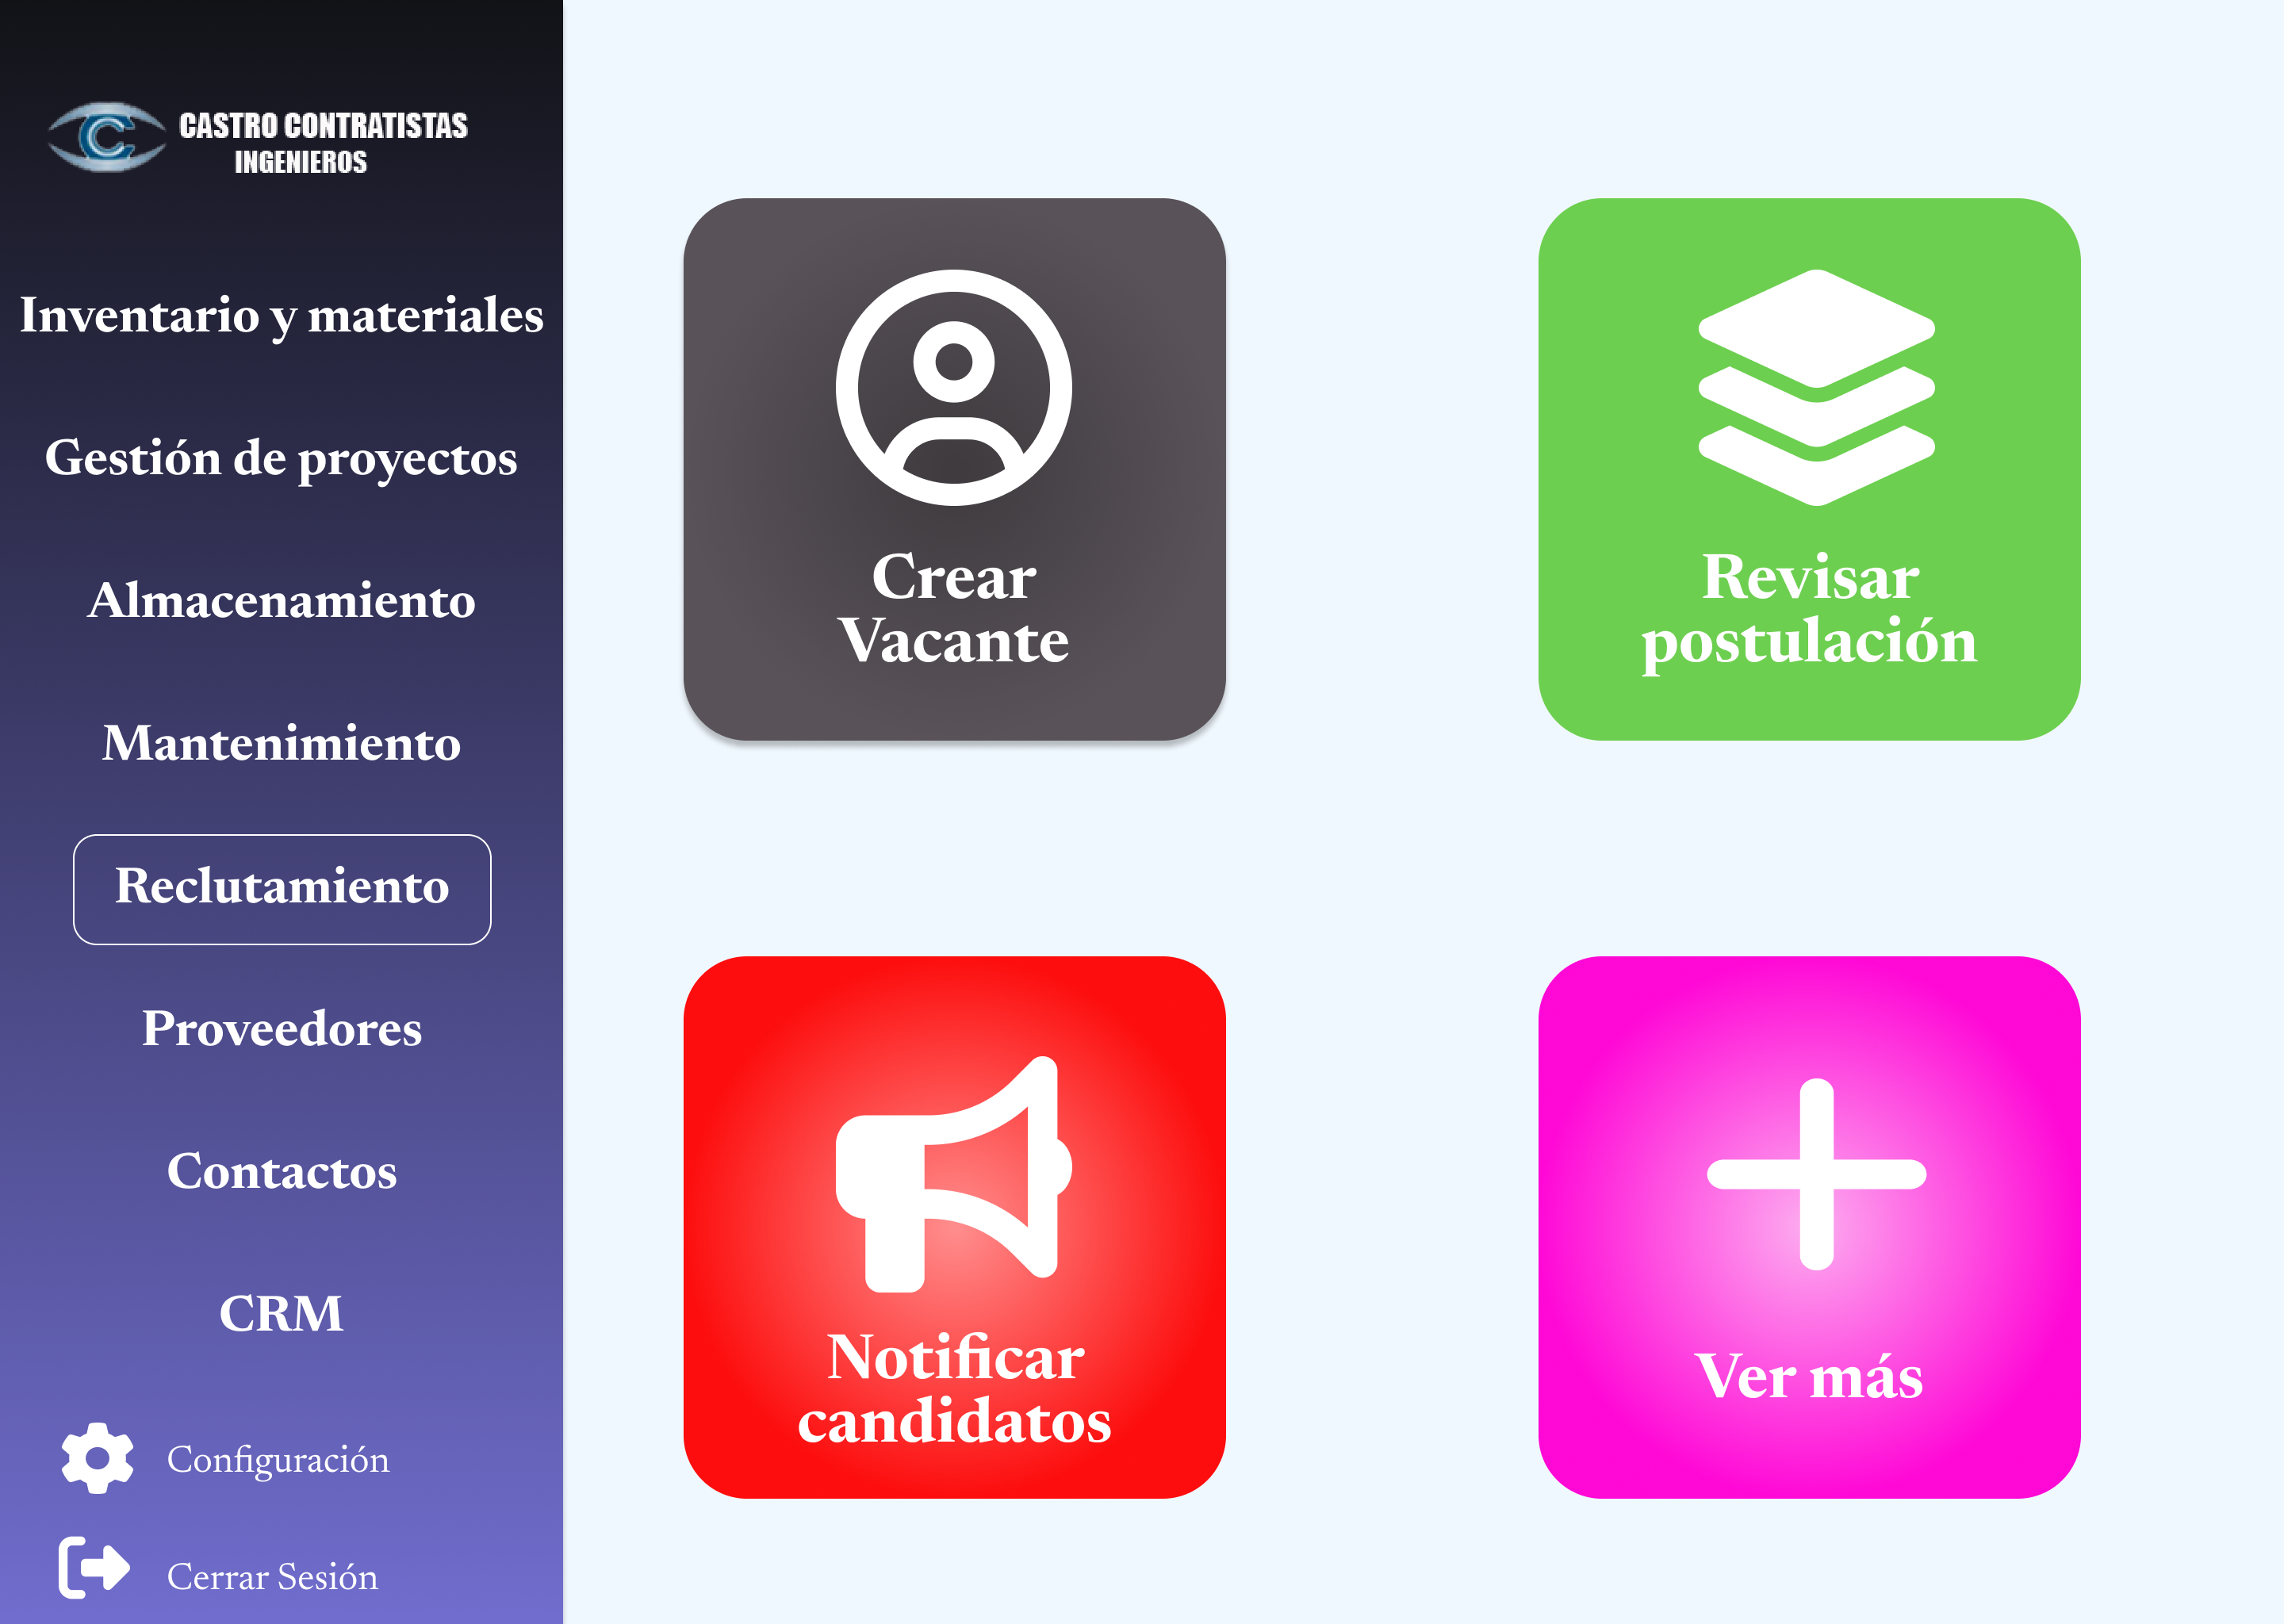 CASTRO CONTRATISTAS
INGENIEROS
Inventario y materiales
Gestión de proyectos
Almacenamiento
Mantenimiento
Reclutamiento
Proveedores
Contactos
CRM
Configuración
Cerrar Sesión
Crear
Vacante
Revisar
postulación
Notificar
candidatos
Ver más